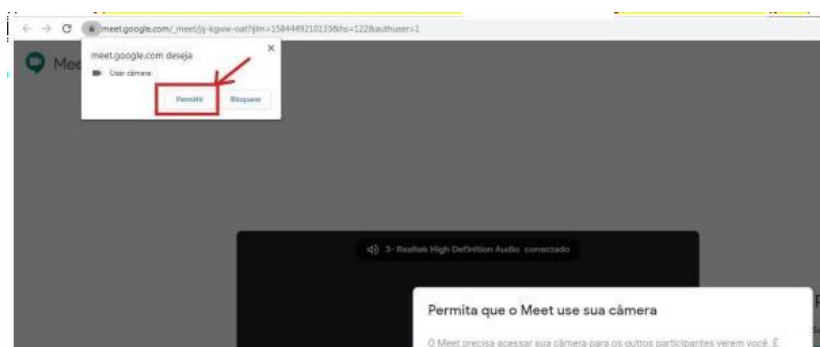 meet.google.com/_meet/jij-kgww-oat?ijlm=1584449210133&hs=122&authuser=1
Mee
meet.google.com deseja
Usar câmera
Permitir
Bloquear
3- Realtek High Definition Audio conectado
Permita que o Meet use sua câmera
O Meet precisa acessar sua câmera para os outros participantes verem você. É